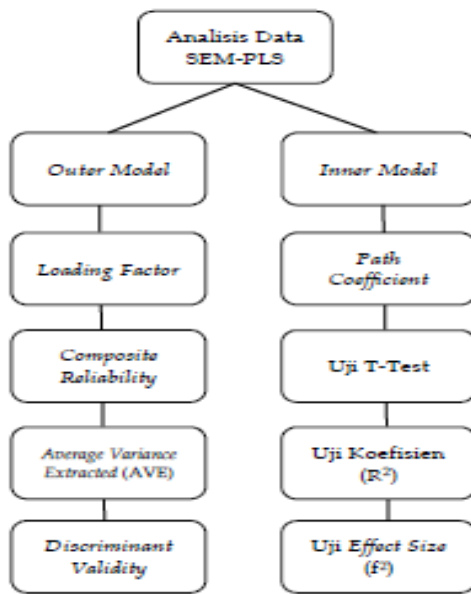 Analisis Data
SEM-PLS
Outer Model
Inner Model
Loading Factor
Path
Coefficient
Composite
Reliability
Uji T-Test
Average Variance
Extracted (AVE)
Uji Koefisien
(R²)
Discriminant
Validity
Uji Effect Size
(f²)